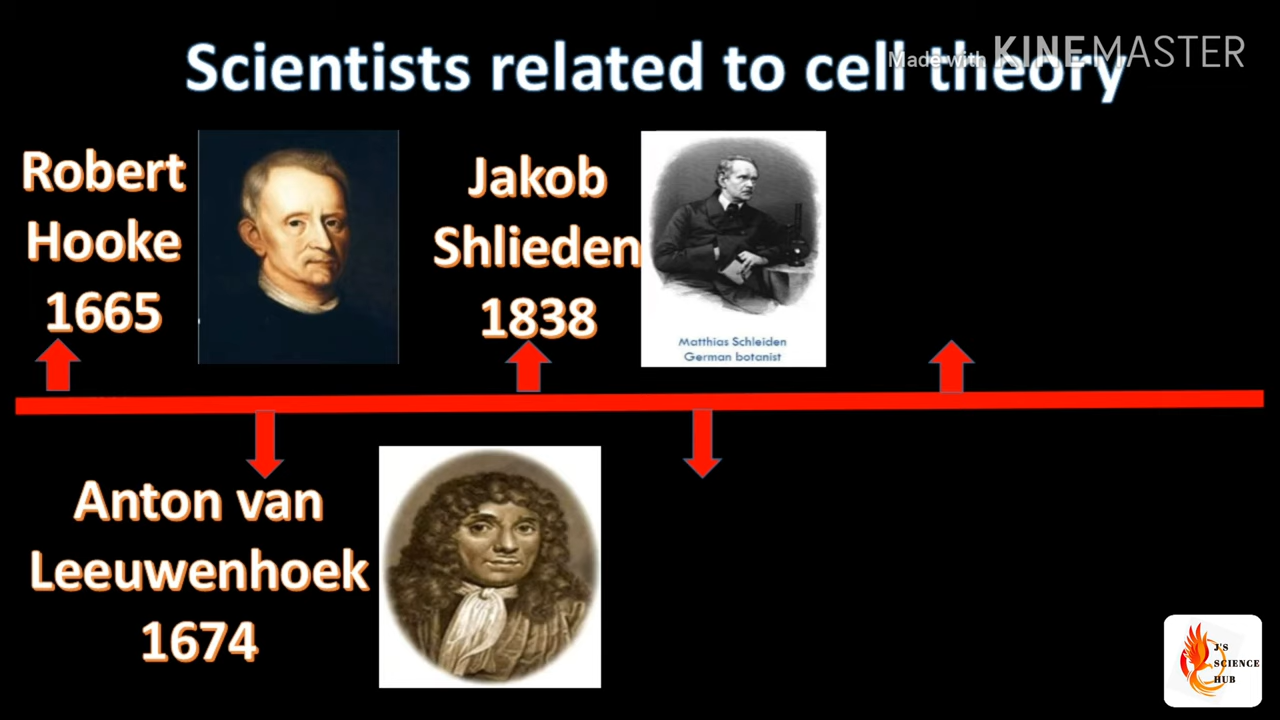 Scientists related to cell theory
Made with KINEMASTER
Robert
Hooke
1665
Jakob
Shlieden
1838
Matthias Schleiden
German botanist
Anton van
Leeuwenhoek
1674
J'S
SCIENCE
HUB